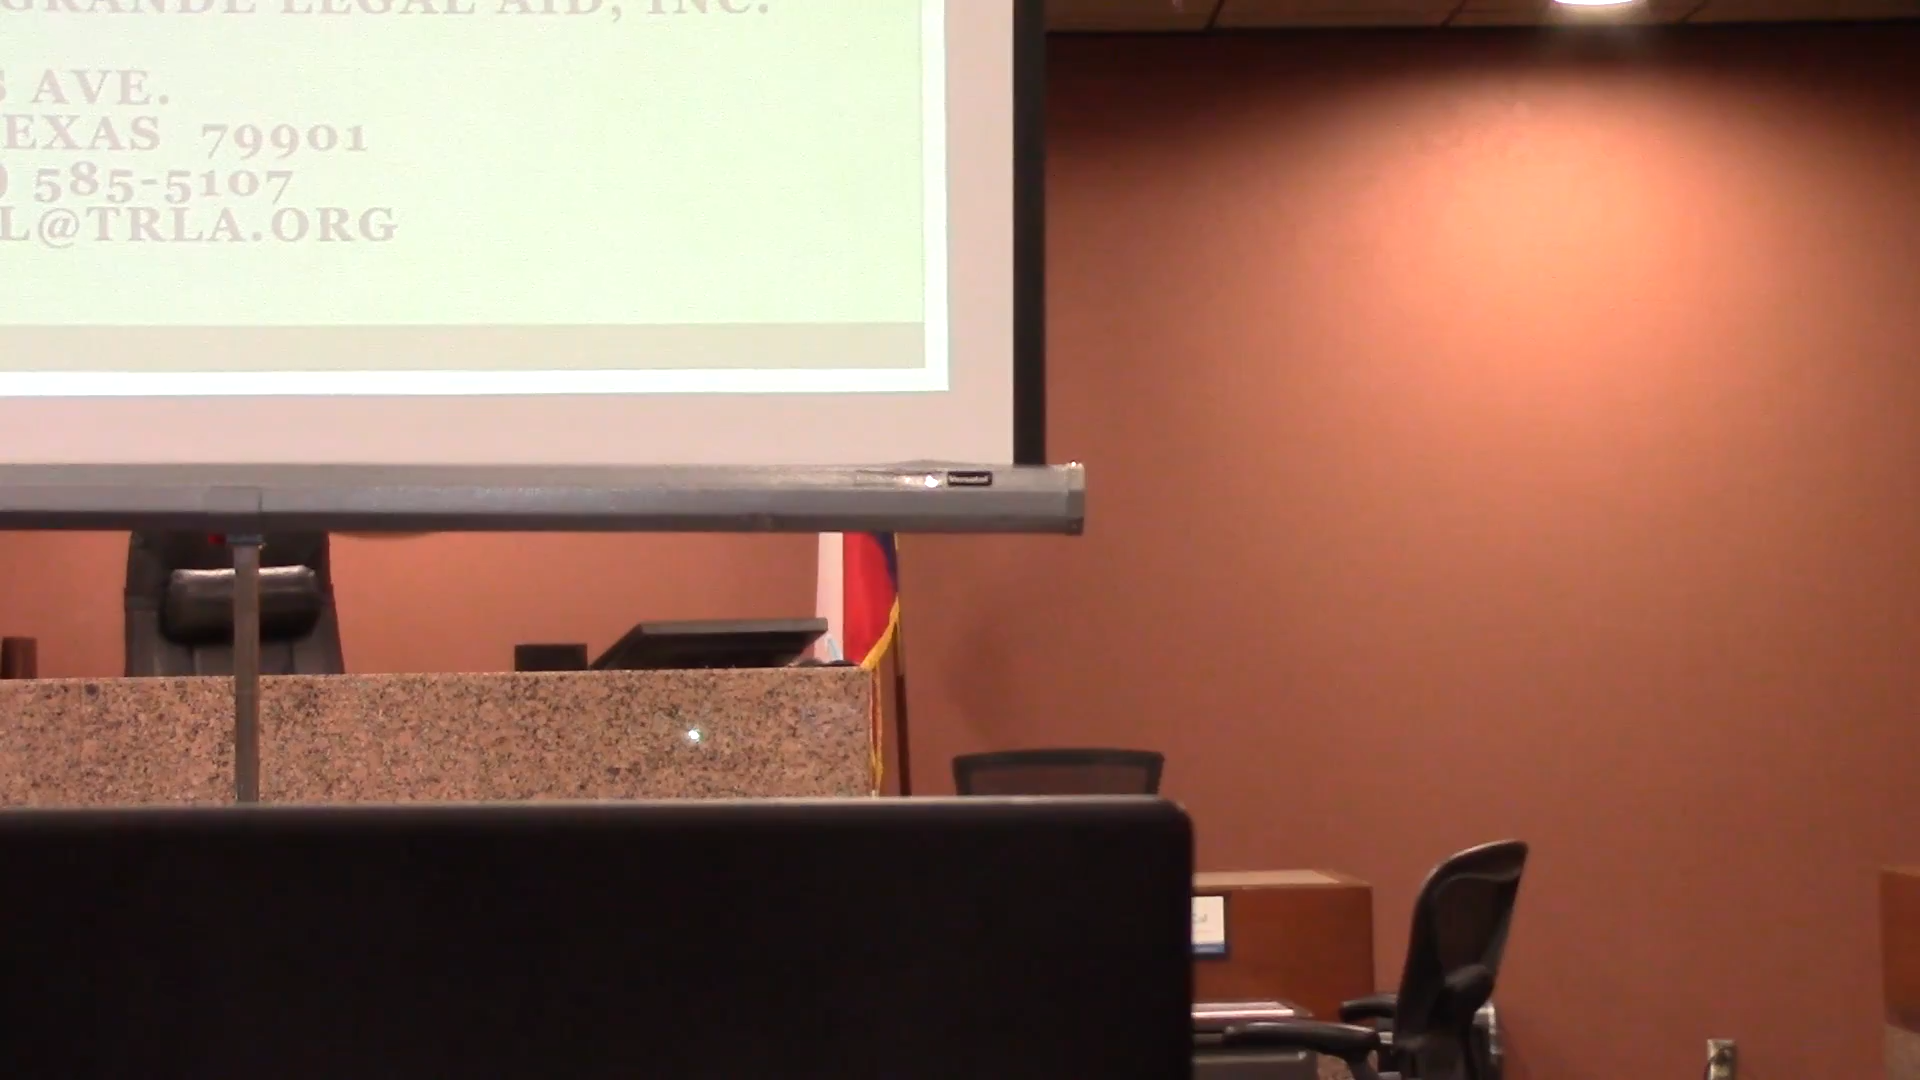 GRANDE LEGAL AID, INC.
S AVE.
EXAS 79901
) 585-5107
L@TRLA.ORG